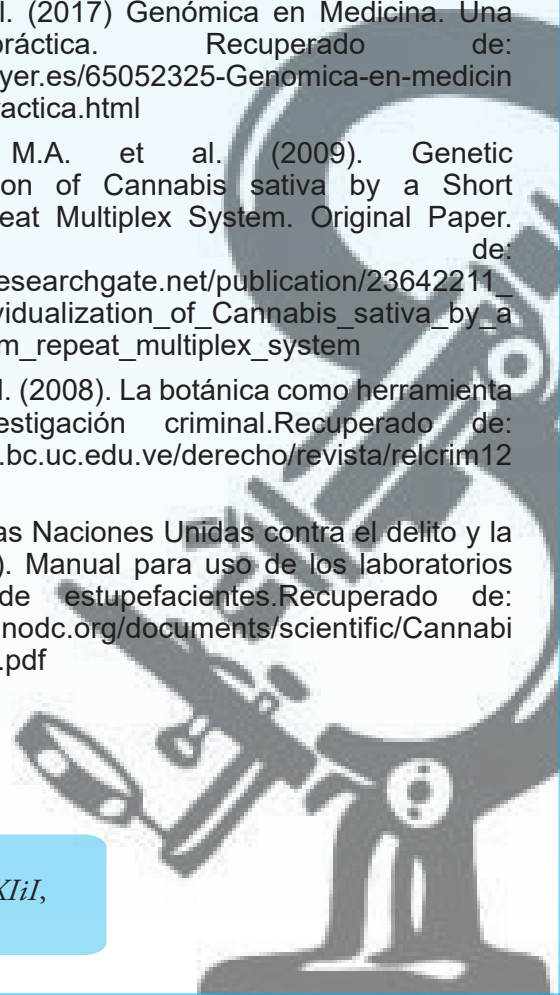 l. (2017) Genómica en Medicina. Una
práctica. Recuperado de:
yer.es/65052325-Genomica-en-medicin
actica.html
M.A. et al. (2009). Genetic
on of Cannabis sativa by a Short
eat Multiplex System. Original Paper.
de:
esearchgate.net/publication/23642211_
vidualization_of_Cannabis_sativa_by_a
m_repeat_multiplex_system
l. (2008). La botánica como herramienta
estigación criminal.Recuperado de:
.bc.uc.edu.ve/derecho/revista/relcrim12
as Naciones Unidas contra el delito y la
). Manual para uso de los laboratorios
de estupefacientes.Recuperado de:
nodc.org/documents/scientific/Cannabi
.pdf
XIiI,